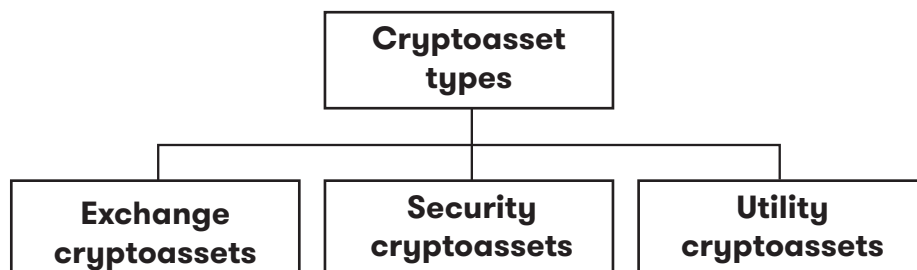 Cryptoasset
types
Exchange
cryptoassets
Security
cryptoassets
Utility
cryptoassets